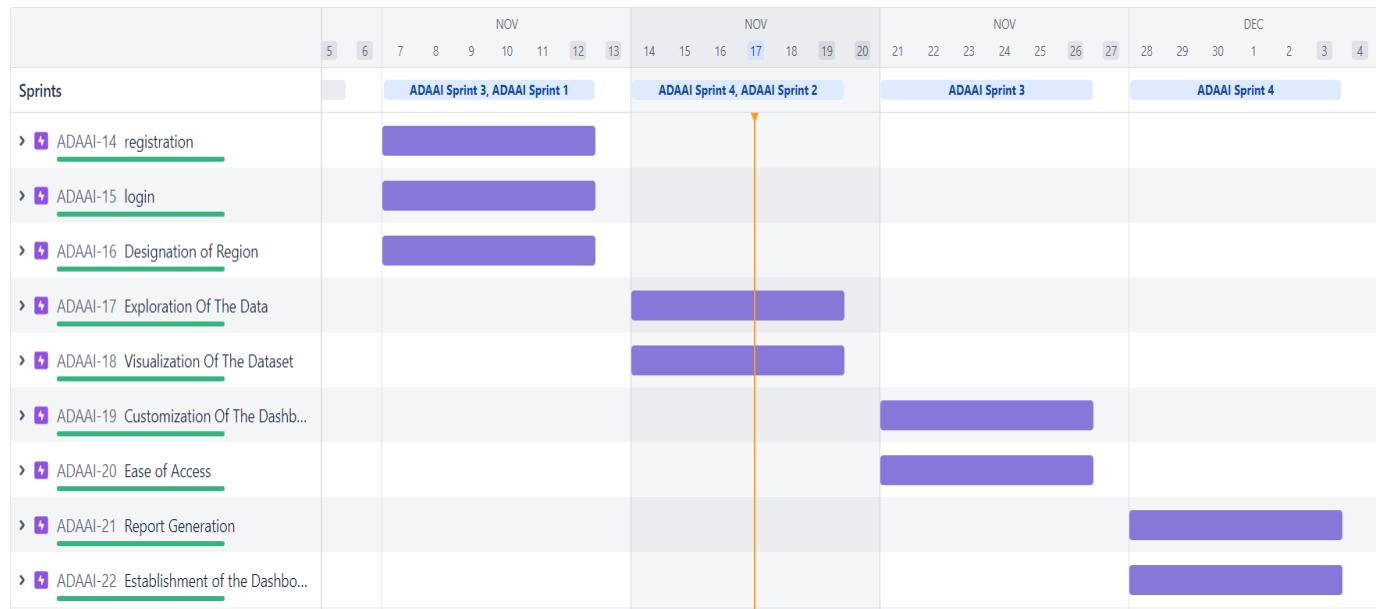 NOV NOV NOV DEC
5 6 7 8 9 10 11 12 13 14 15 16 17 18 19 20 21 22 23 24 25 26 27 28 29 30 1 2 3 4
Sprints ADAAI Sprint 3, ADAAI Sprint 1 ADAAI Sprint 4, ADAAI Sprint 2 ADAAI Sprint 3 ADAAI Sprint 4
ADAAI-14 registration
ADAAI-15 login
ADAAI-16 Designation of Region
ADAAI-17 Exploration Of The Data
ADAAI-18 Visualization Of The Dataset
ADAAI-19 Customization Of The Dashb...
ADAAI-20 Ease of Access
ADAAI-21 Report Generation
ADAAI-22 Establishment of the Dashbo...